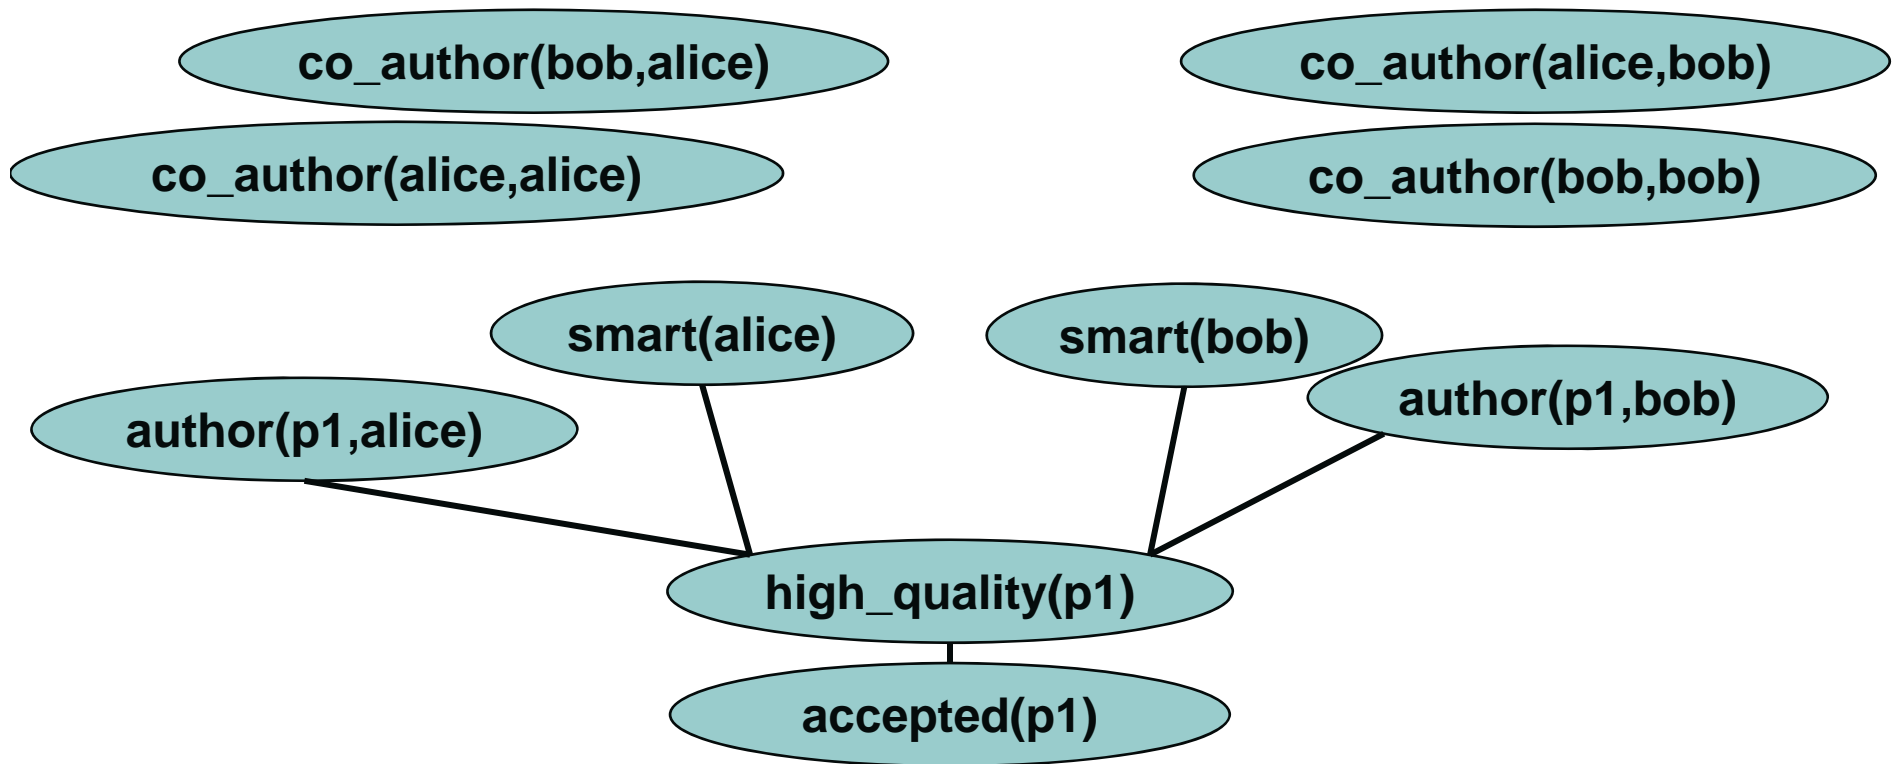 co_author(bob,alice)
co_author(alice,bob)
co_author(alice,alice)
co_author(bob,bob)
smart(alice)
smart(bob)
author(p1,alice)
author(p1,bob)
high_quality(p1)
accepted(p1)